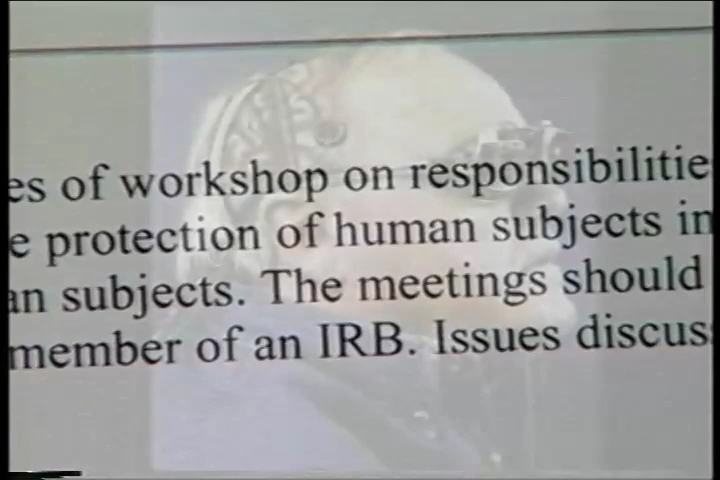 es of workshop on responsibilitie
e protection of human subjects in
an subjects. The meetings should
member of an IRB. Issues discus